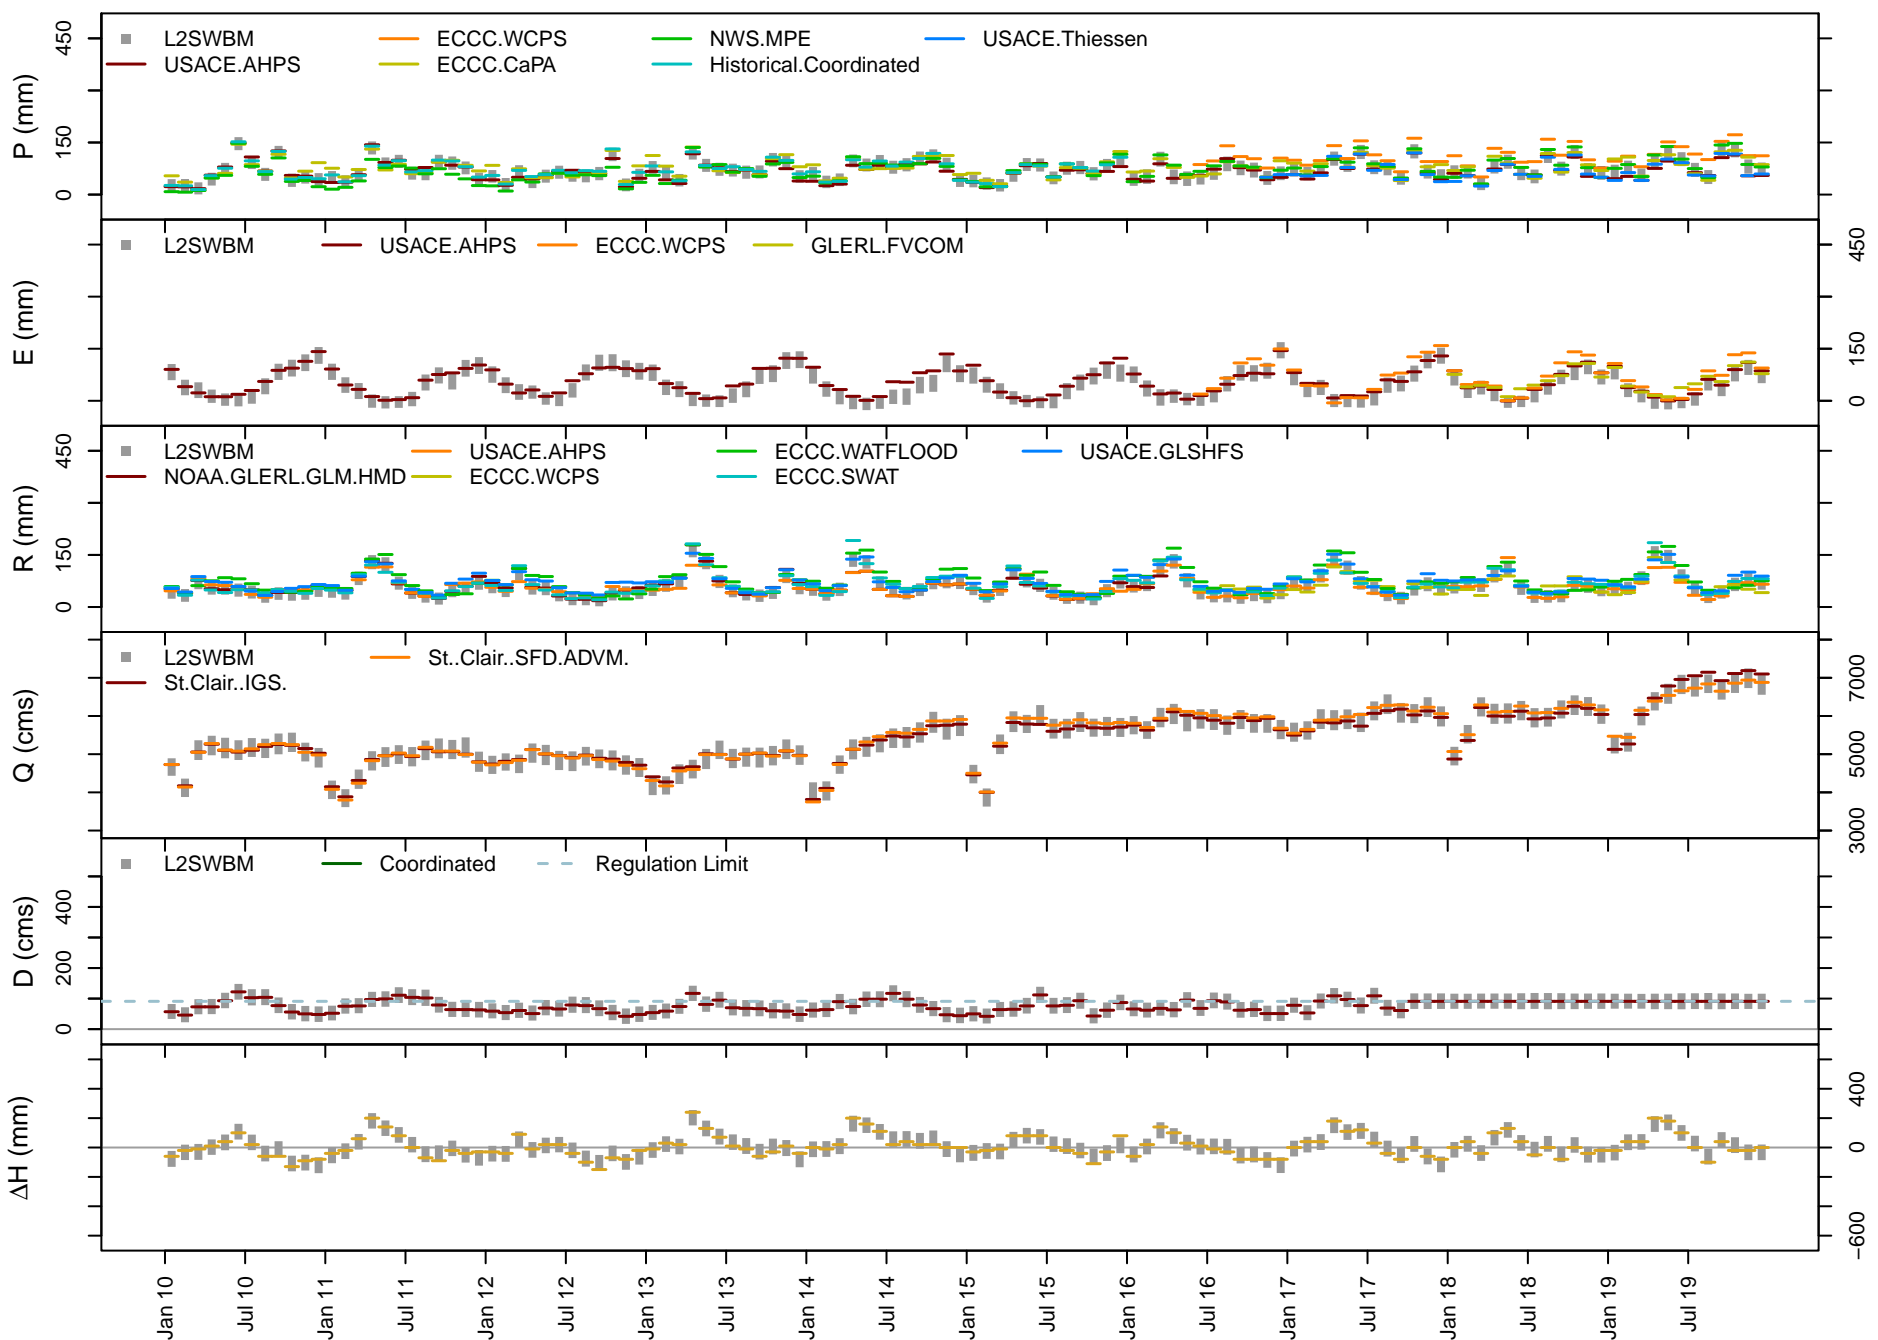 L2SWBM ECCC.WCPS NWS.MPE USACE.Thiessen
USACE.AHPS ECCC.CaPA Historical.Coordinated
P (mm)
450
150
0
L2SWBM USACE.AHPS ECCC.WCPS GLERL.FVCOM
E (mm)
450
150
0
L2SWBM USACE.AHPS ECCC.WATFLOOD USACE.GLSHFS
NOAA.GLERL.GLM.HMD ECCC.WCPS ECCC.SWAT
R (mm)
450
150
0
L2SWBM St..Clair..SFD.ADVM.
St.Clair..IGS.
Q (cms)
7000
5000
3000
L2SWBM Coordinated Regulation Limit
D (cms)
400
200
0
ΔH (mm)
400
0
−600
Jan 10 Jul 10 Jan 11 Jul 11 Jan 12 Jul 12 Jan 13 Jul 13 Jan 14 Jul 14 Jan 15 Jul 15 Jan 16 Jul 16 Jan 17 Jul 17 Jan 18 Jul 18 Jan 19 Jul 19